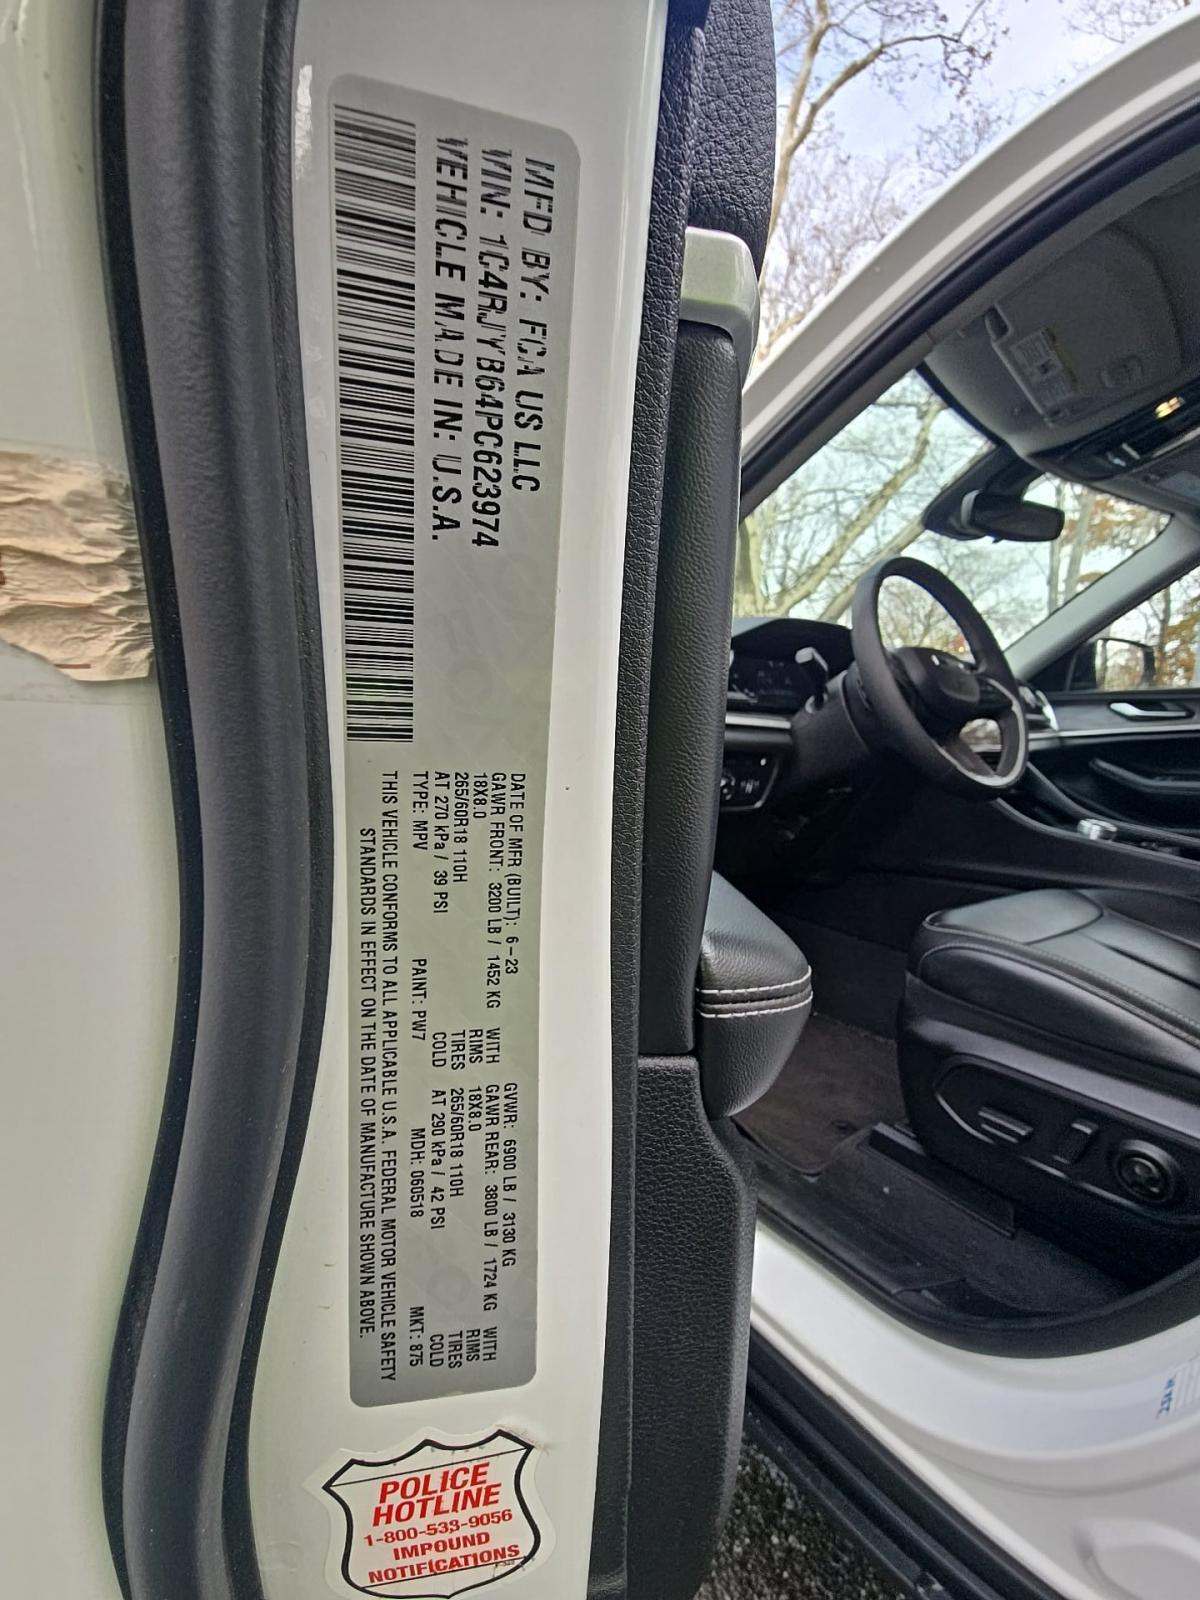 MFD BY: FCA US LLC
VIN: 1C4RJYB64PC623974
VEHICLE MADE IN: U.S.A.
DATE OF MFR (BUILT): 6-23 GVWR: 6900 LB / 3130 KG
GAWR FRONT: 3200 LB / 1452 KG WITH GAWR REAR: 3800 LB / 1724 KG WITH
18X8.0 RIMS 18X8.0 RIMS
265/60R18 110H TIRES 265/60R18 110H TIRES
AT 270 kPa / 39 PSI COLD AT 290 kPa / 42 PSI COLD
TYPE: MPV PAINT: PW7 MDH: 060518 MKT: 875
THIS VEHICLE CONFORMS TO ALL APPLICABLE U.S.A. FEDERAL MOTOR VEHICLE SAFETY
STANDARDS IN EFFECT ON THE DATE OF MANUFACTURE SHOWN ABOVE.
POLICE
HOTLINE
1-800-533-9056
IMPOUND
NOTIFICATIONS